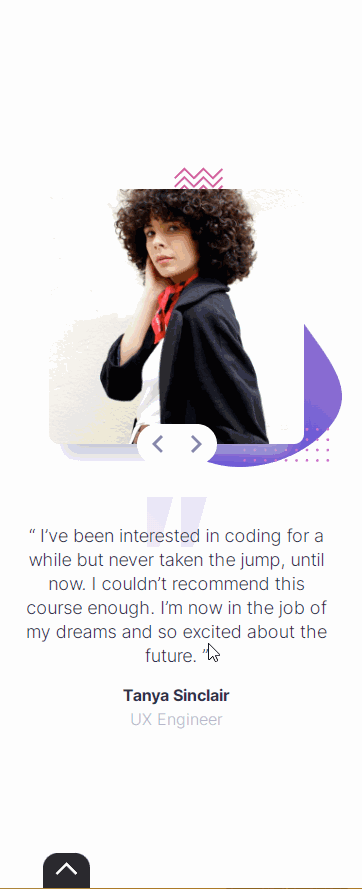 “ I’ve been interested in coding for a
while but never taken the jump, until
now. I couldn’t recommend this
course enough. I’m now in the job of
my dreams and so excited about the
future. ”
Tanya Sinclair
UX Engineer